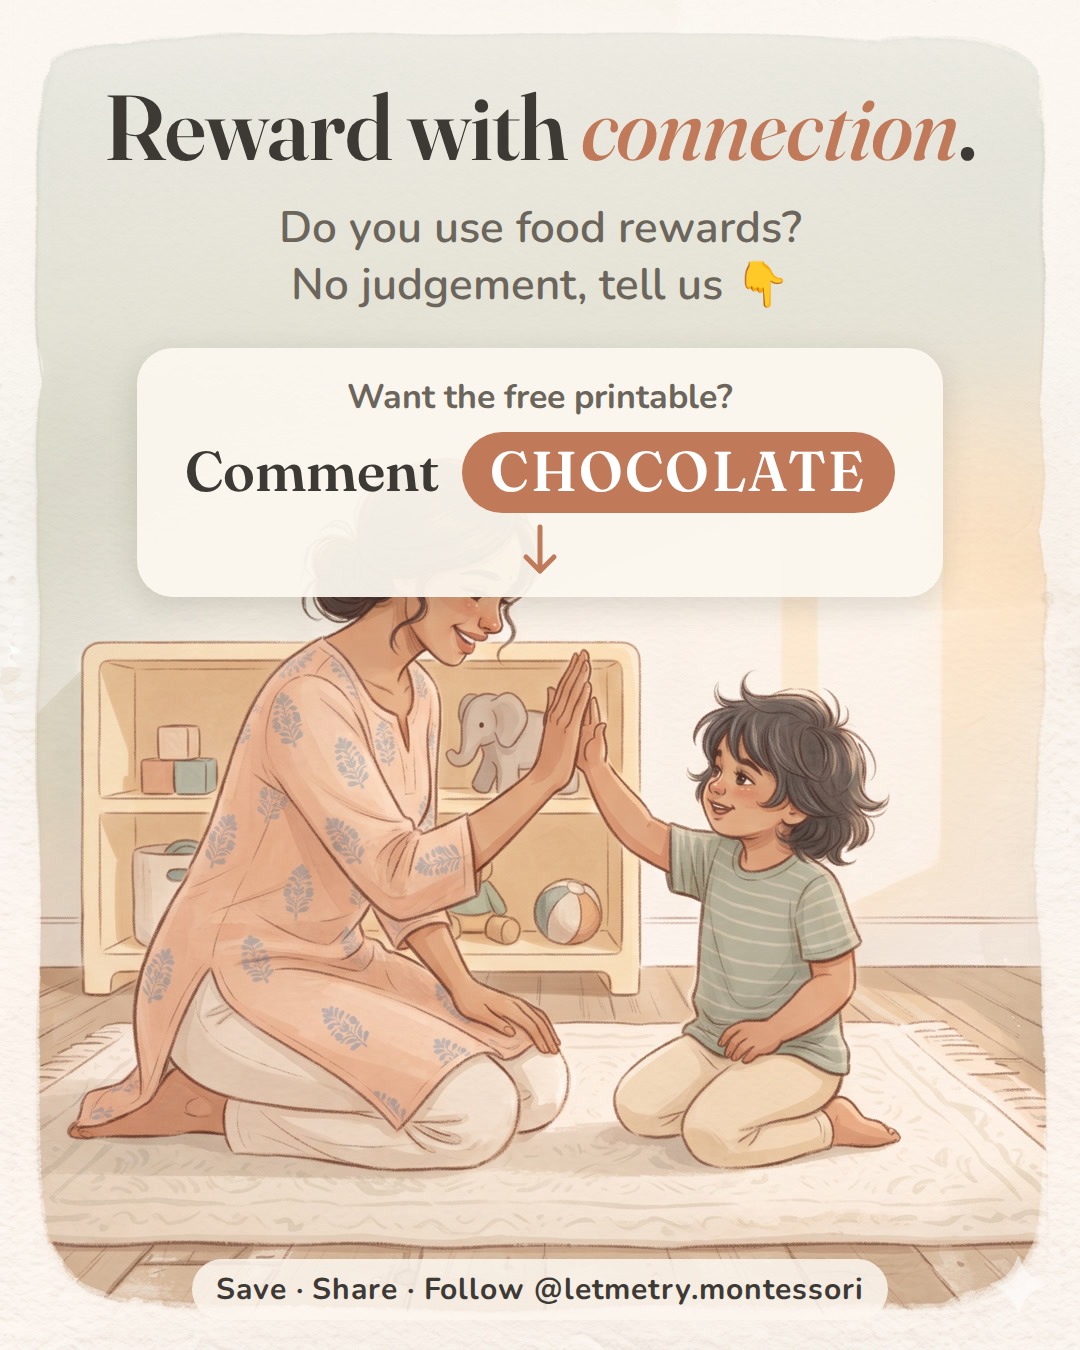 Reward with connection.
Do you use food rewards?
No judgement, tell us 👇
Want the free printable?
Comment CHOCOLATE
↓
Save · Share · Follow @letmetry.montessori